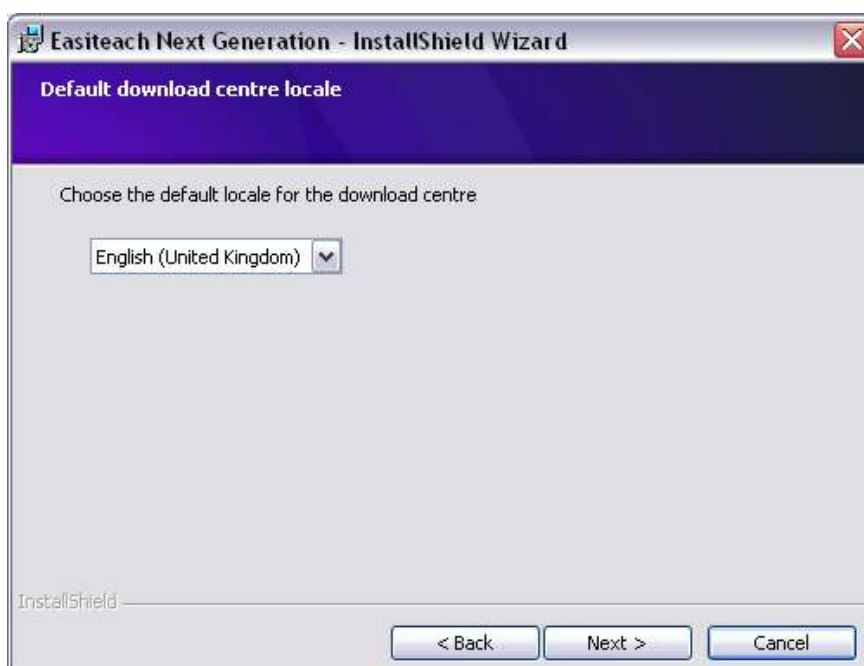 Easiteach Next Generation - InstallShield Wizard
Default download centre locale
Choose the default locale for the download centre
English (United Kingdom)
InstallShield
< Back Next > Cancel